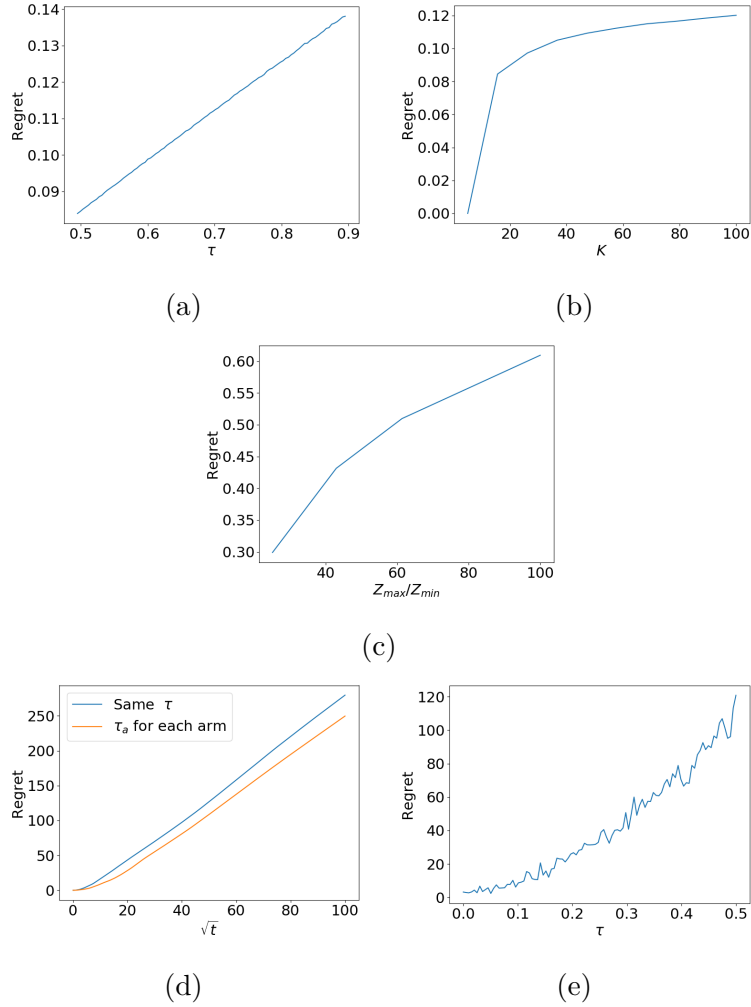 0.14
0.13
0.12
0.11
0.10
0.09
Regret
0.5 0.6 0.7 0.8 0.9
τ
(a)
0.12
0.10
0.08
0.06
0.04
0.02
0.00
Regret
20 40 60 80 100
K
(b)
0.60
0.55
0.50
0.45
0.40
0.35
0.30
Regret
40 60 80 100
Z_{max}/Z_{min}
(c)
Same τ
τ_a for each arm
250
200
150
100
50
0
Regret
0 20 40 60 80 100
√t
(d)
120
100
80
60
40
20
0
Regret
0.0 0.1 0.2 0.3 0.4 0.5
τ
(e)